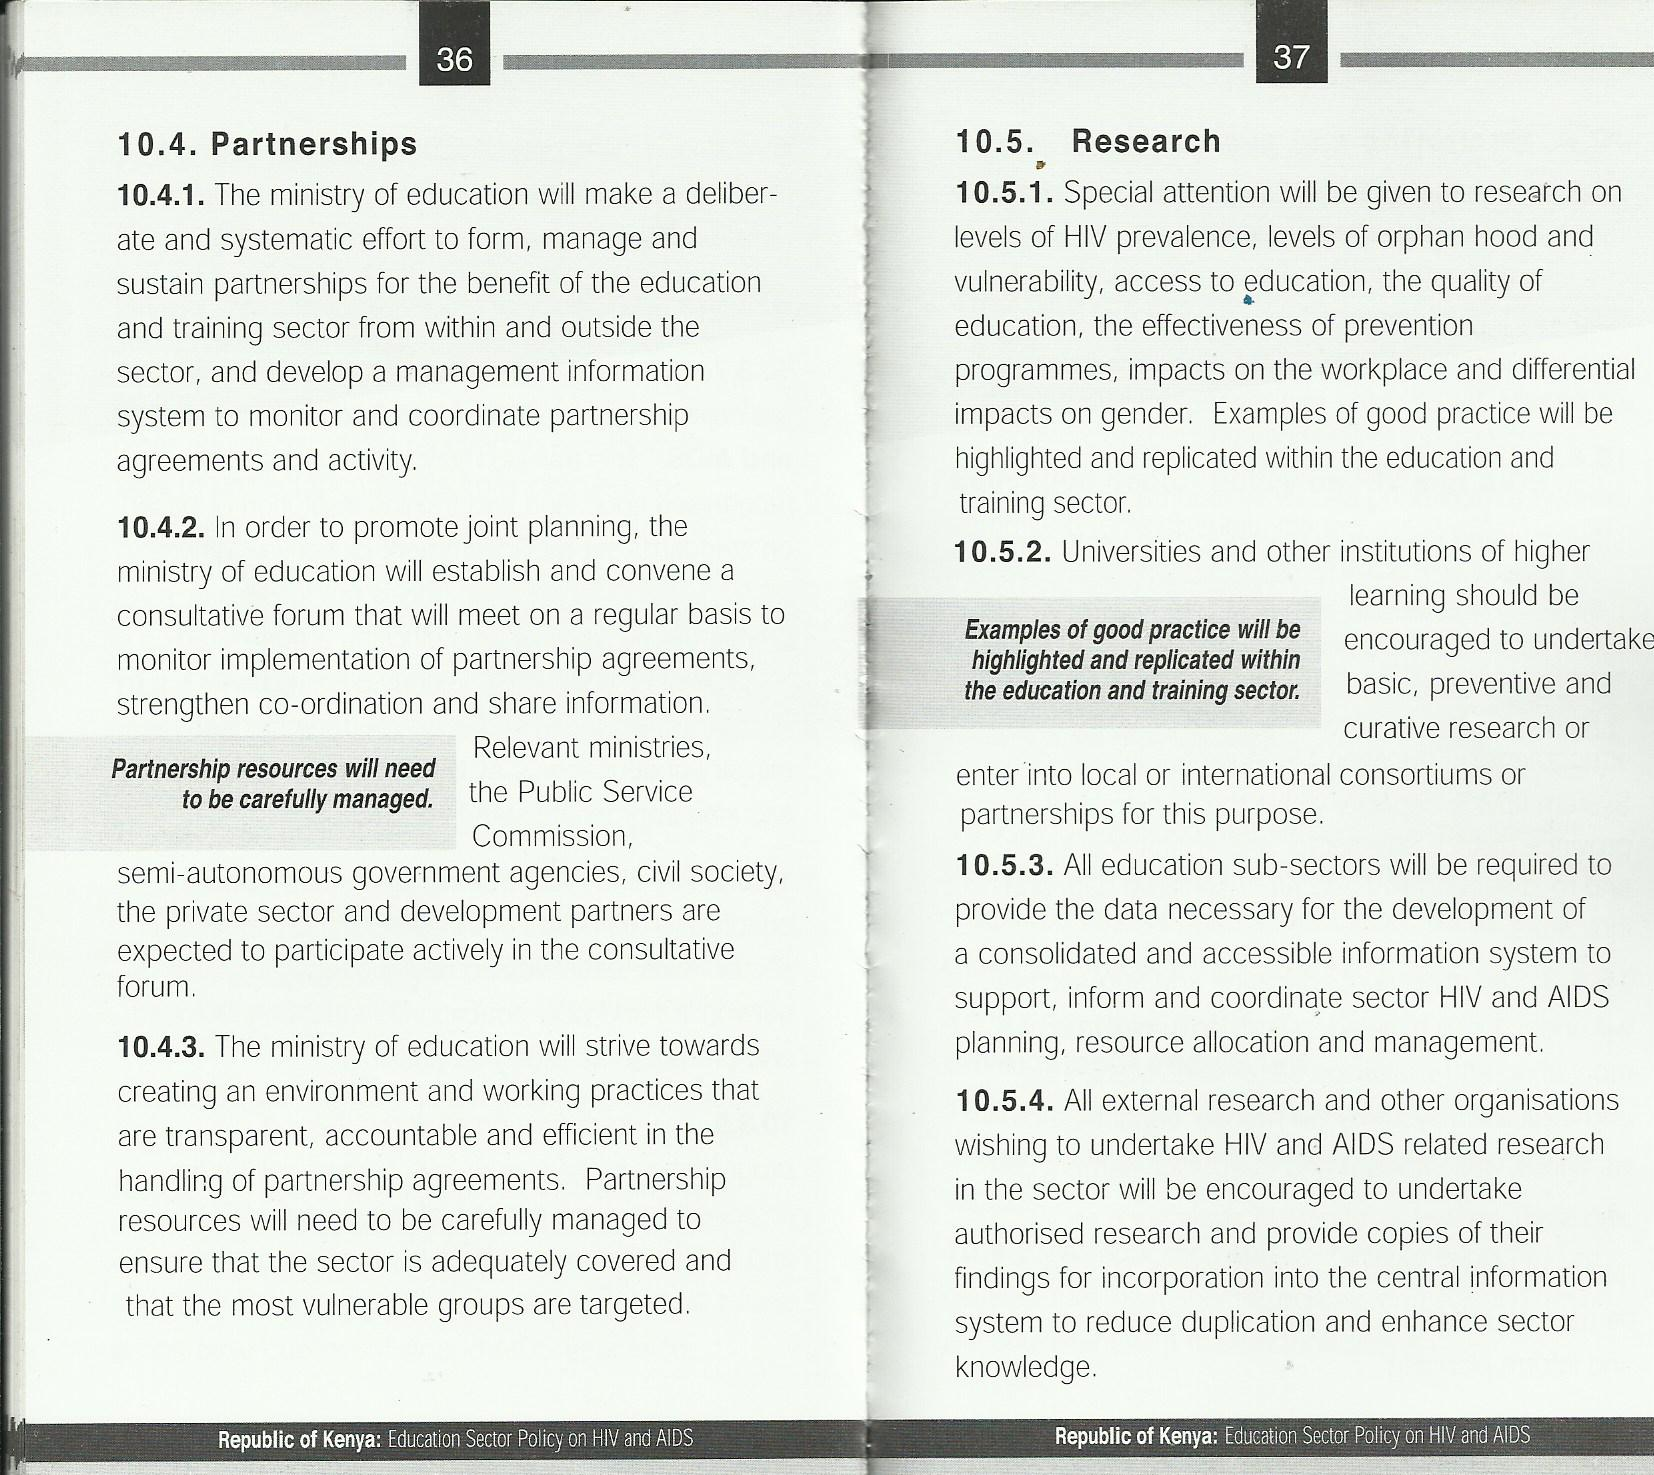 36
10.4. Partnerships
10.4.1. The ministry of education will make a deliber-
ate and systematic effort to form, manage and
sustain partnerships for the benefit of the education
and training sector from within and outside the
sector, and develop a management information
system to monitor and coordinate partnership
agreements and activity.
10.4.2. In order to promote joint planning, the
ministry of education will establish and convene a
consultative forum that will meet on a regular basis to
monitor implementation of partnership agreements,
strengthen co-ordination and share information.
Relevant ministries,
the Public Service
Commission,
Partnership resources will need
to be carefully managed.
semi-autonomous government agencies, civil society,
the private sector and development partners are
expected to participate actively in the consultative
forum.
10.4.3. The ministry of education will strive towards
creating an environment and working practices that
are transparent, accountable and efficient in the
handling of partnership agreements. Partnership
resources will need to be carefully managed to
ensure that the sector is adequately covered and
that the most vulnerable groups are targeted.
Republic of Kenya: Education Sector Policy on HIV and AIDS
37
10.5. Research
10.5.1. Special attention will be given to research on
levels of HIV prevalence, levels of orphan hood and
vulnerability, access to education, the quality of
education, the effectiveness of prevention
programmes, impacts on the workplace and differential
impacts on gender. Examples of good practice will be
highlighted and replicated within the education and
training sector.
10.5.2. Universities and other institutions of higher
learning should be
encouraged to undertake
basic, preventive and
curative research or
Examples of good practice will be
highlighted and replicated within
the education and training sector.
enter into local or international consortiums or
partnerships for this purpose.
10.5.3. All education sub-sectors will be required to
provide the data necessary for the development of
a consolidated and accessible information system to
support, inform and coordinate sector HIV and AIDS
planning, resource allocation and management.
10.5.4. All external research and other organisations
wishing to undertake HIV and AIDS related research
in the sector will be encouraged to undertake
authorised research and provide copies of their
findings for incorporation into the central information
system to reduce duplication and enhance sector
knowledge.
Republic of Kenya: Education Sector Policy on HIV and AIDS